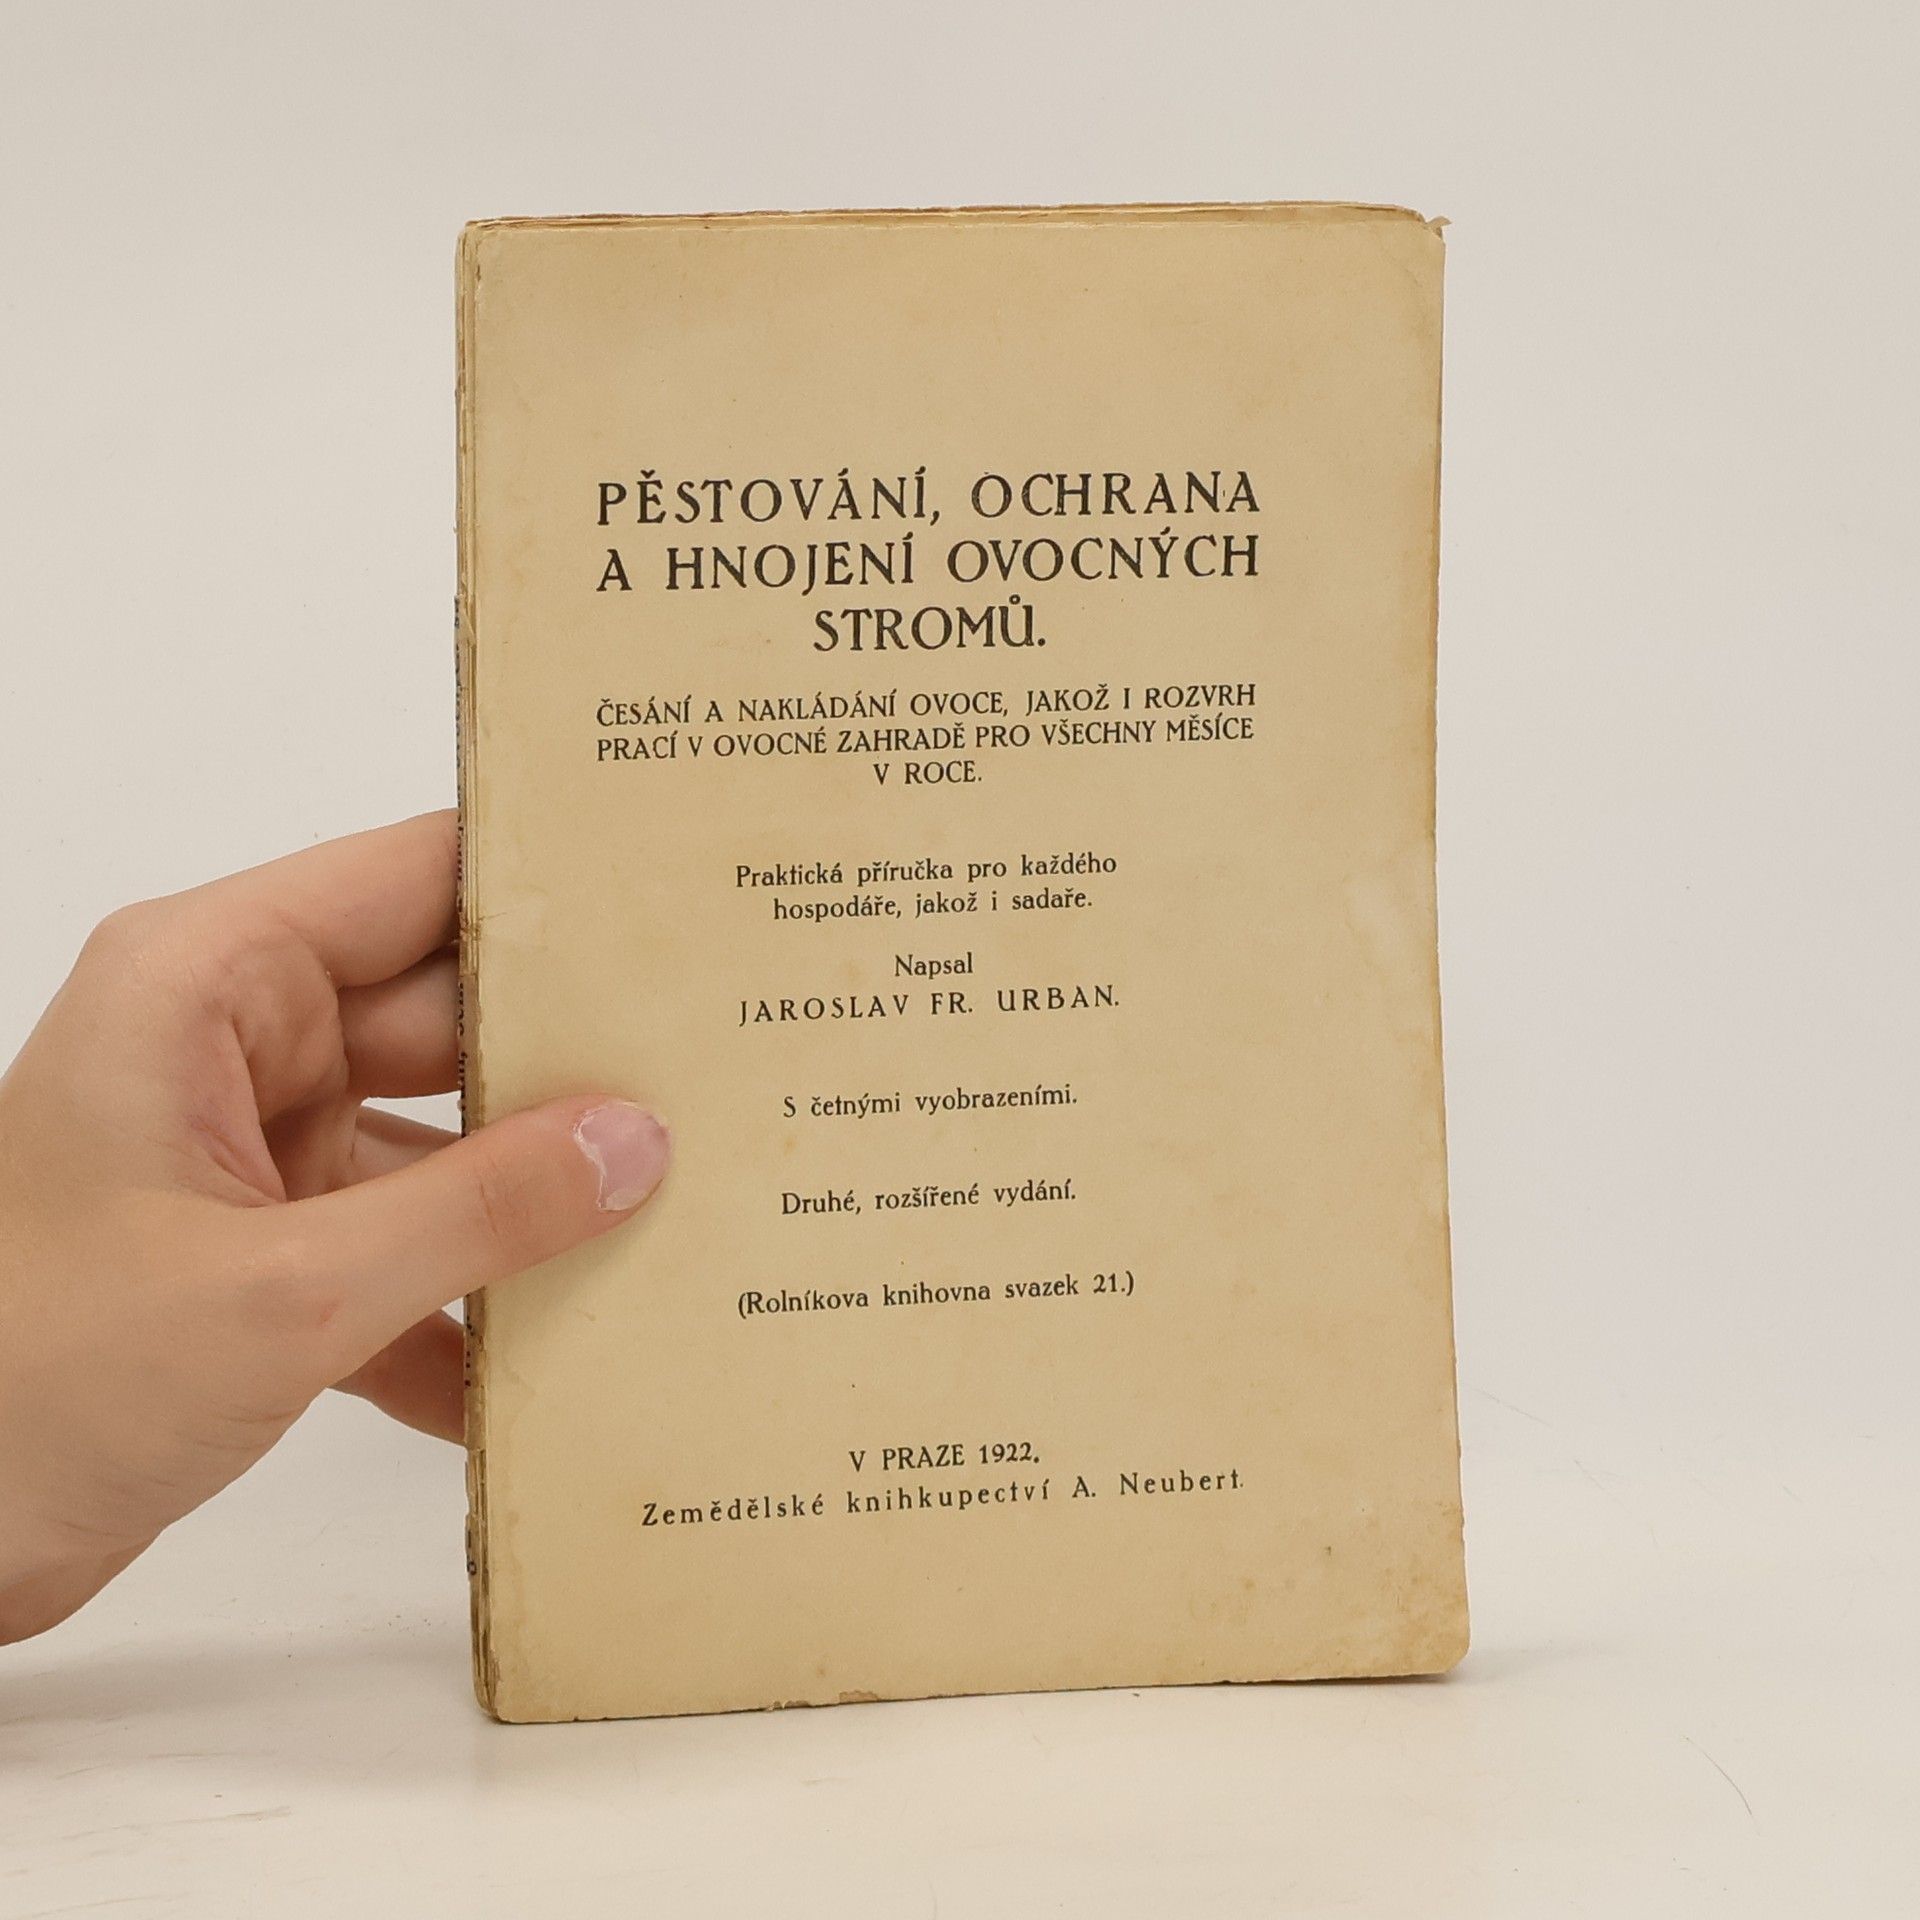 PĚSTOVÁNÍ, OCHRANA
A HNOJENÍ OVOCNÝCH
STROMŮ.
ČESÁNÍ A NAKLÁDÁNÍ OVOCE, JAKOŽ I ROZVRH
PRACÍ V OVOCNÉ ZAHRADĚ PRO VŠECHNY MĚSÍCE
V ROCE.
Praktická příručka pro každého
hospodáře, jakož i sadaře.
Napsal
JAROSLAV FR. URBAN.
S četnými vyobrazeními.
Druhé, rozšířené vydání.
(Rolníkova knihovna svazek 21.)
V PRAZE 1922.
Zemědělské knihkupectví A. Neubert.